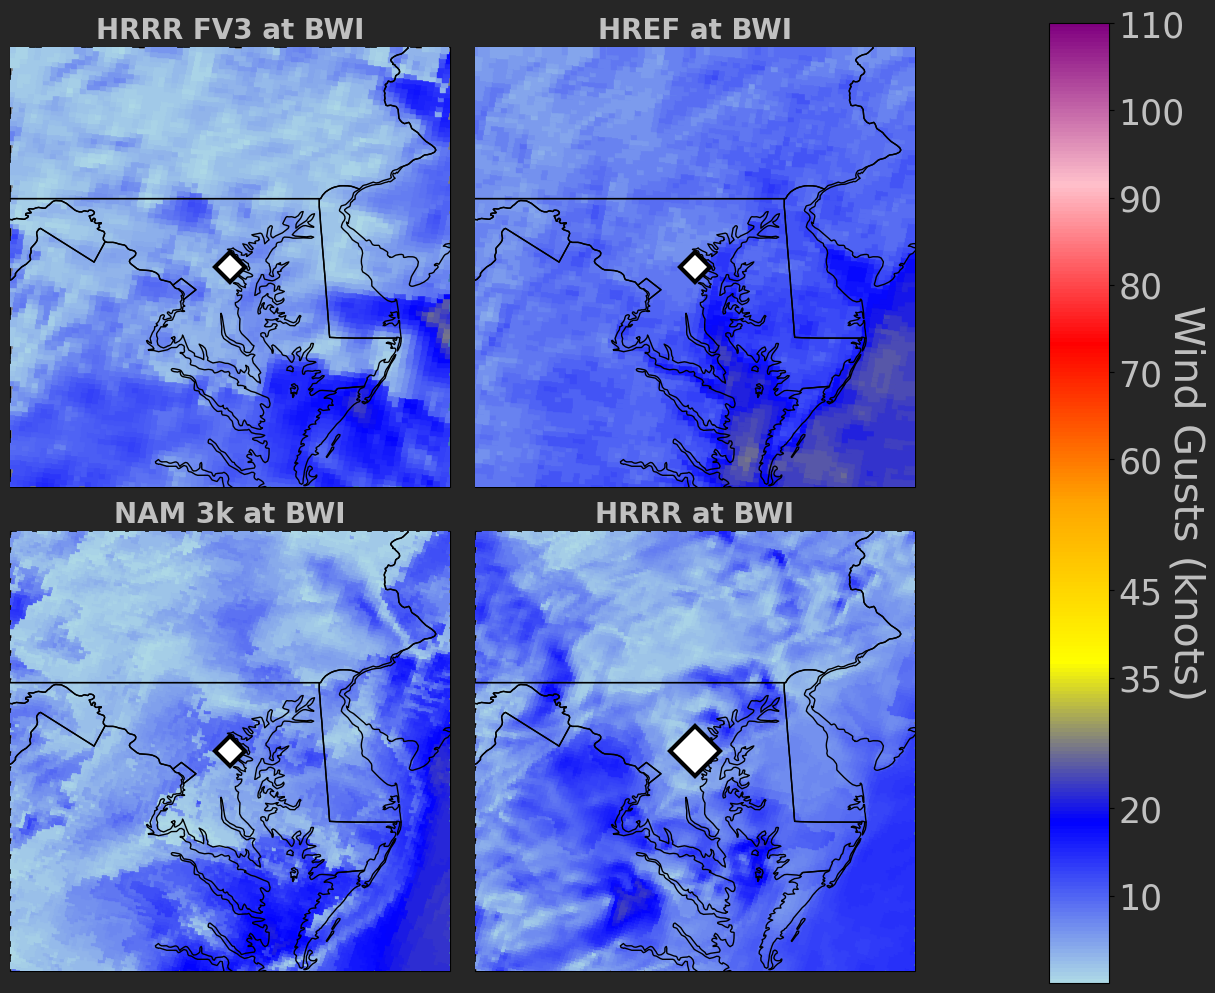 HRRR FV3 at BWI
HREF at BWI
NAM 3k at BWI
HRRR at BWI
110
100
90
80
70
60
45
35
20
10
Wind Gusts (knots)